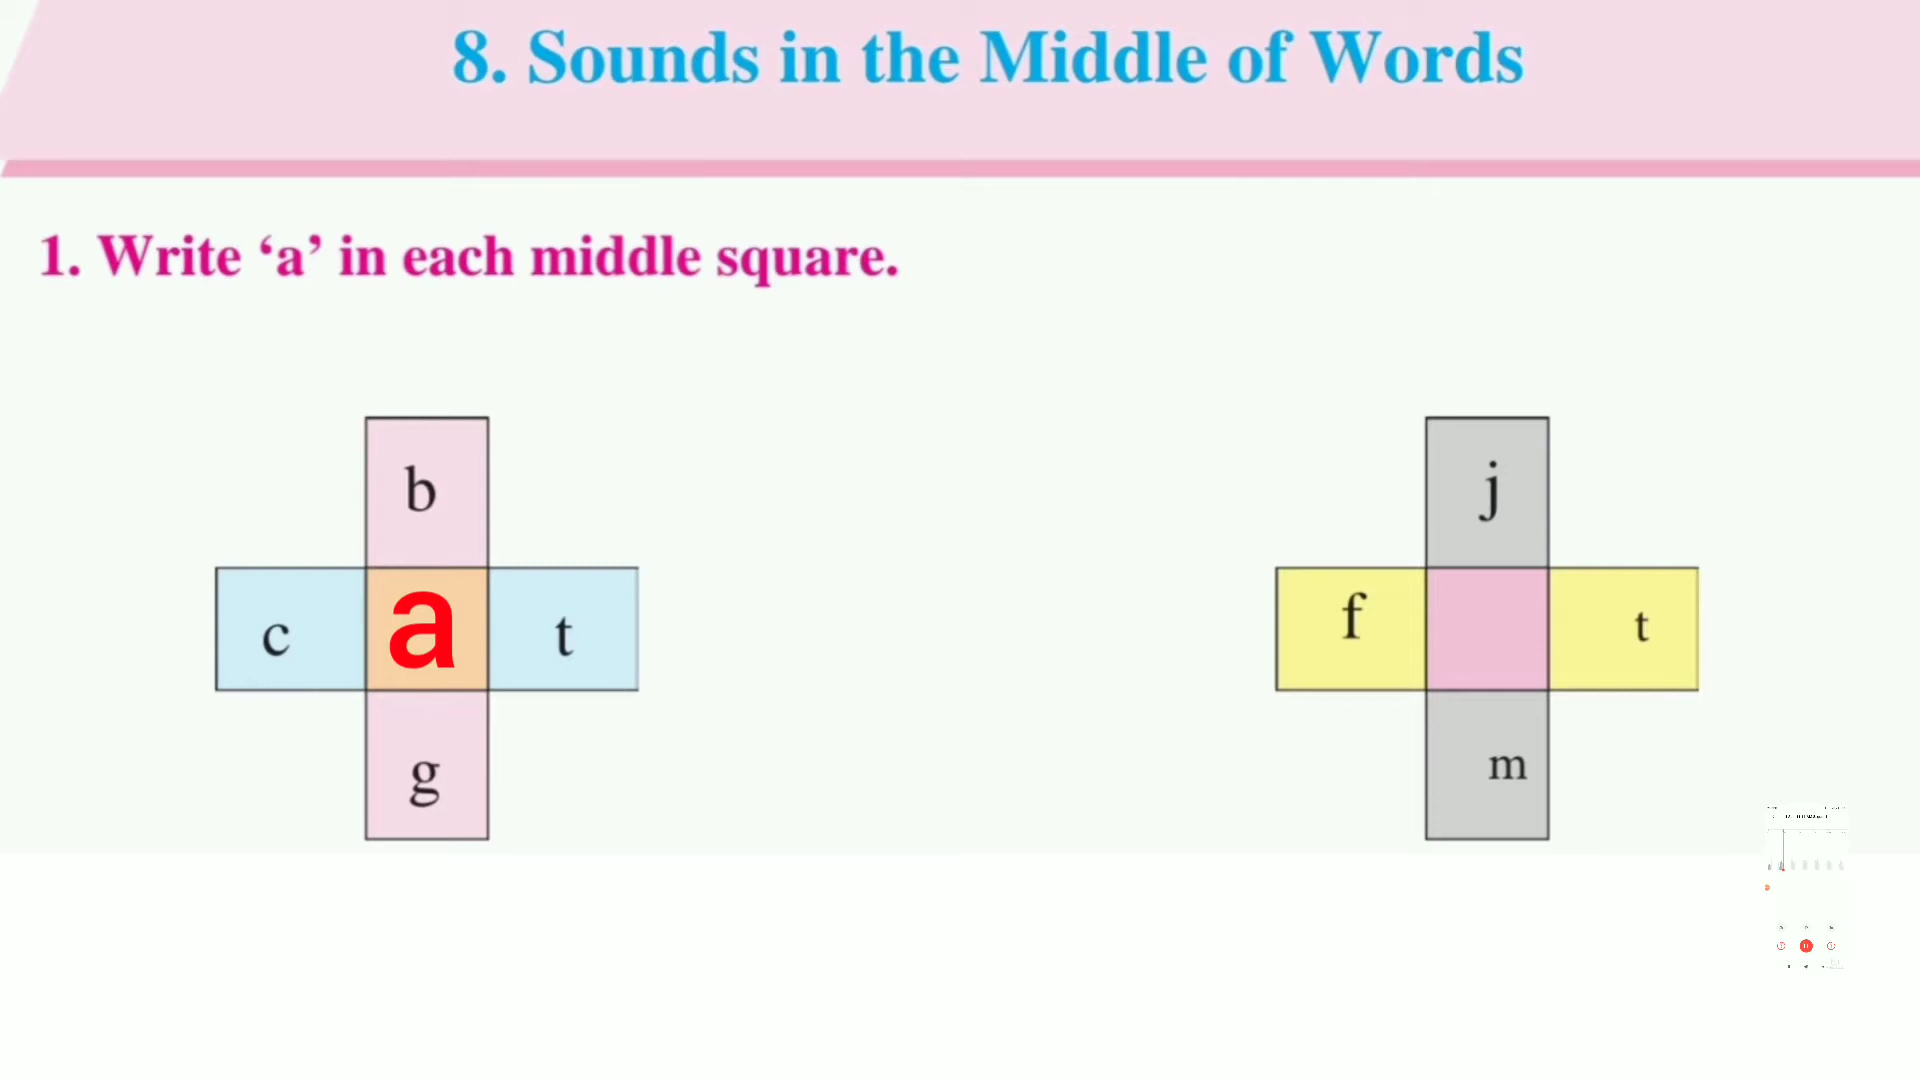 8. Sounds in the Middle of Words
1. Write ‘a’ in each middle square.
b
c a t
g
j
f t
m